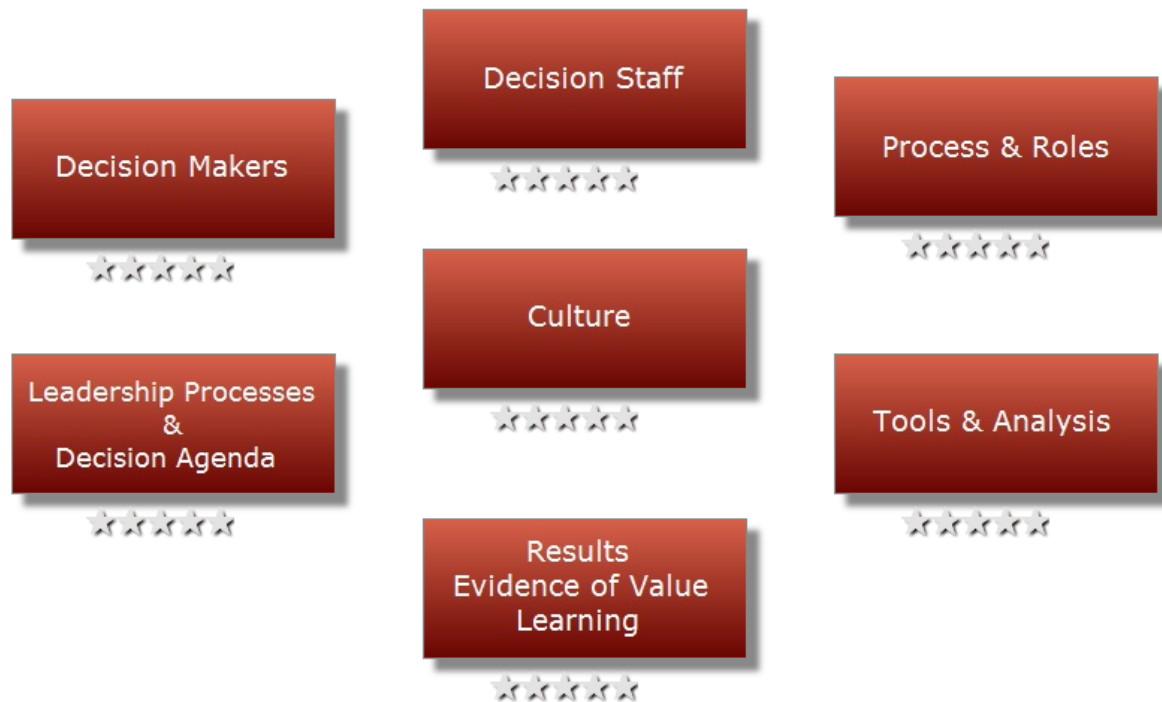 Decision Staff
Decision Makers
Process & Roles
Culture
Leadership Processes
&
Decision Agenda
Tools & Analysis
Results
Evidence of Value
Learning